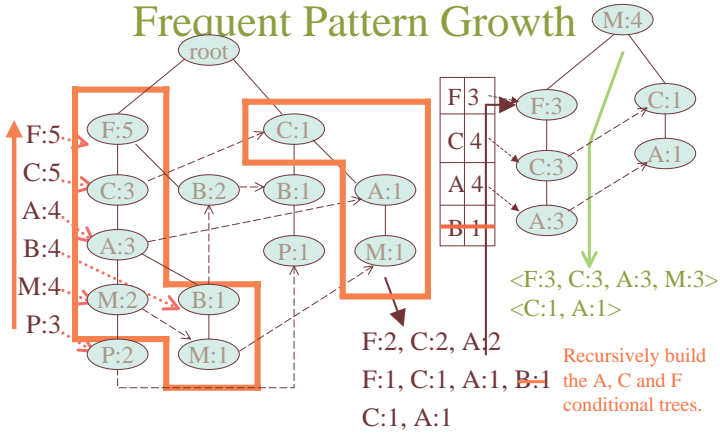 Frequent Pattern Growth
root
F:5
C:5
A:4
B:4
M:4
P:3
F:5
C:1
C:3
B:2
B:1
A:1
A:3
P:1
M:1
M:2
B:1
P:2
M:1
F 3
C 4
A 4
B 1
M:4
F:3
C:1
C:3
A:1
A:3
<F:3, C:3, A:3, M:3>
<C:1, A:1>
F:2, C:2, A:2
F:1, C:1, A:1, B:1
C:1, A:1
Recursively build
the A, C and F
conditional trees.